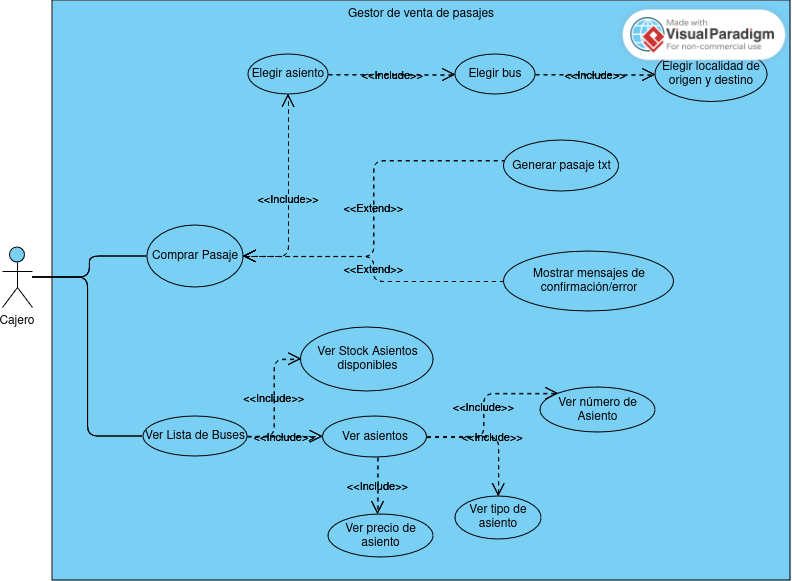 Gestor de venta de pasajes
Made with
VisualParadigm
For non-commercial use
Elegir asiento
<<Include>>
Elegir bus
<<Include>>
Elegir localidad de
origen y destino
Generar pasaje txt
<<Include>>
<<Extend>>
Comprar Pasaje
<<Extend>>
Mostrar mensajes de
confirmación/error
Cajero
Ver Stock Asientos
disponibles
<<Include>>
Ver número de
Asiento
<<Include>>
Ver Lista de Buses
<<Include>>
Ver asientos
<<Include>>
<<Include>>
Ver tipo de
asiento
Ver precio de
asiento